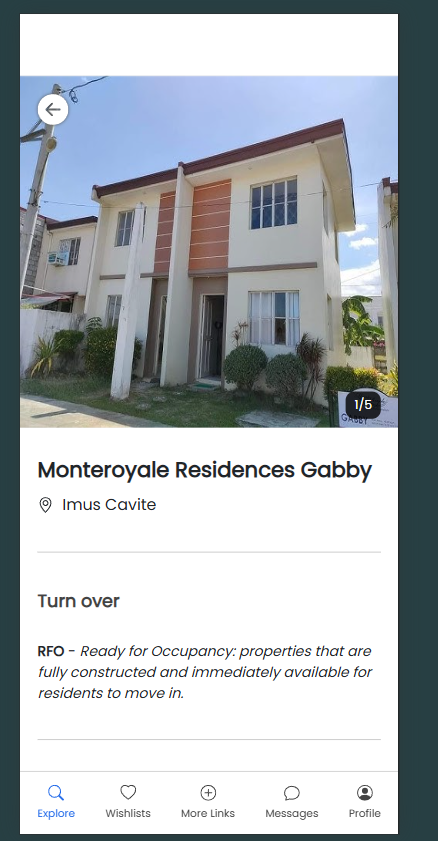 GABBY
1/5
Monteroyale Residences Gabby
Imus Cavite
Turn over
RFO - Ready for Occupancy: properties that are
fully constructed and immediately available for
residents to move in.
Explore
Wishlists
More Links
Messages
Profile